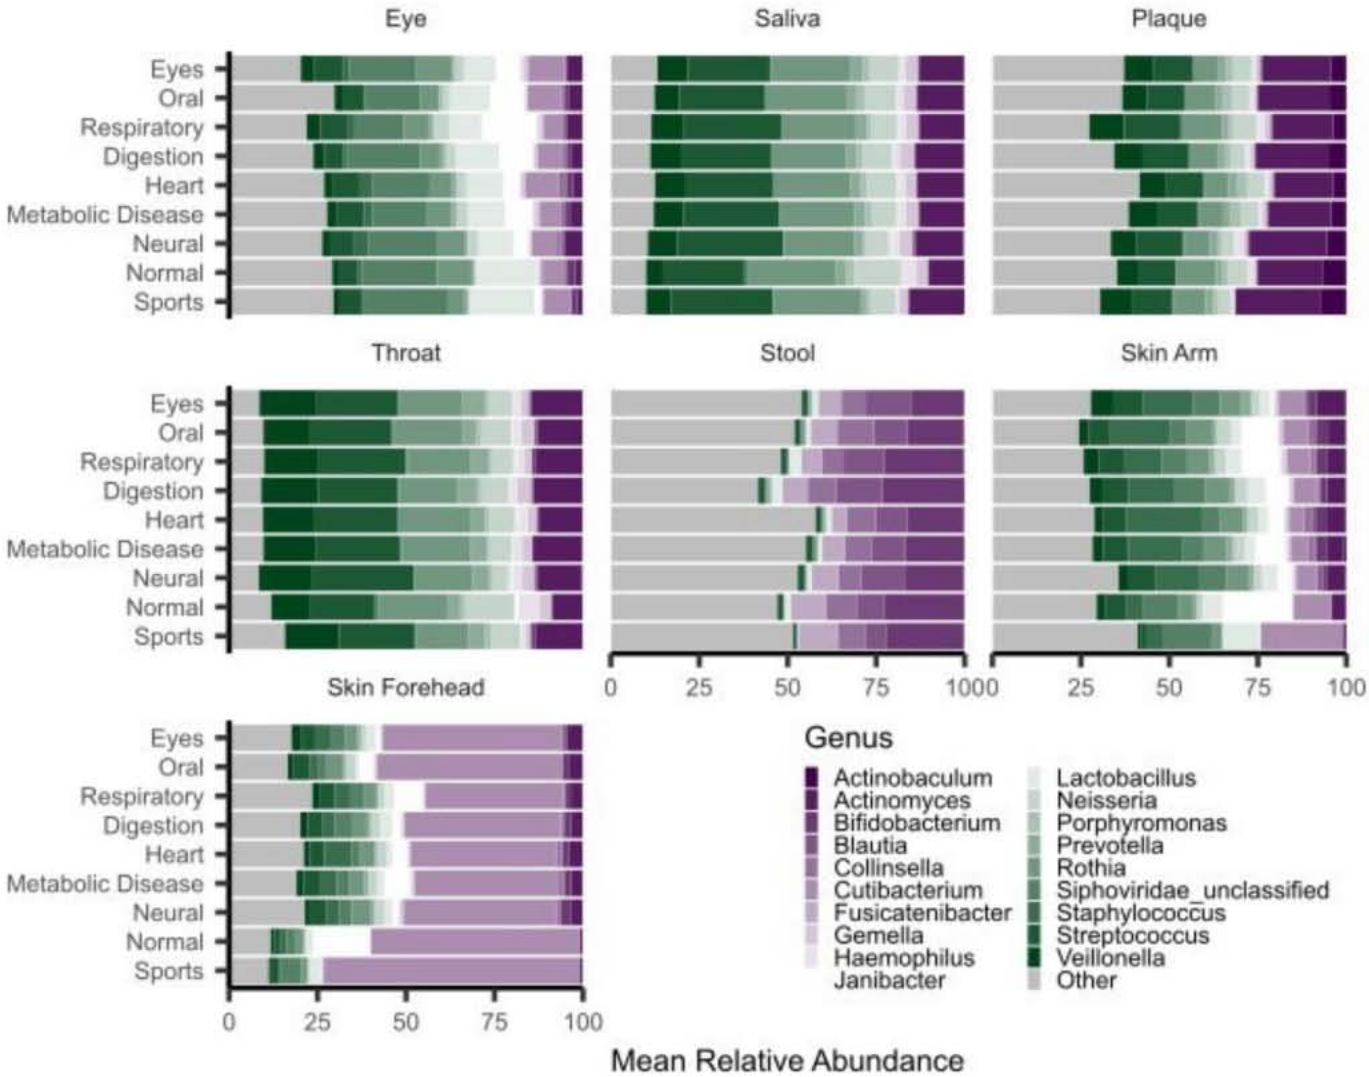 Eye Saliva Plaque
Eyes
Oral
Respiratory
Digestion
Heart
Metabolic Disease
Neural
Normal
Sports
Throat Stool Skin Arm
Eyes
Oral
Respiratory
Digestion
Heart
Metabolic Disease
Neural
Normal
Sports
0 25 50 75 1000 25 50 75 100
Skin Forehead
Eyes
Oral
Respiratory
Digestion
Heart
Metabolic Disease
Neural
Normal
Sports
0 25 50 75 100
Genus
Actinobaculum
Actinomyces
Bifidobacterium
Blautia
Collinsella
Cutibacterium
Fusicatenibacter
Gemella
Haemophilus
Janibacter
Lactobacillus
Neisseria
Porphyromonas
Prevotella
Rothia
Siphoviridae_unclassified
Staphylococcus
Streptococcus
Veillonella
Other
Mean Relative Abundance